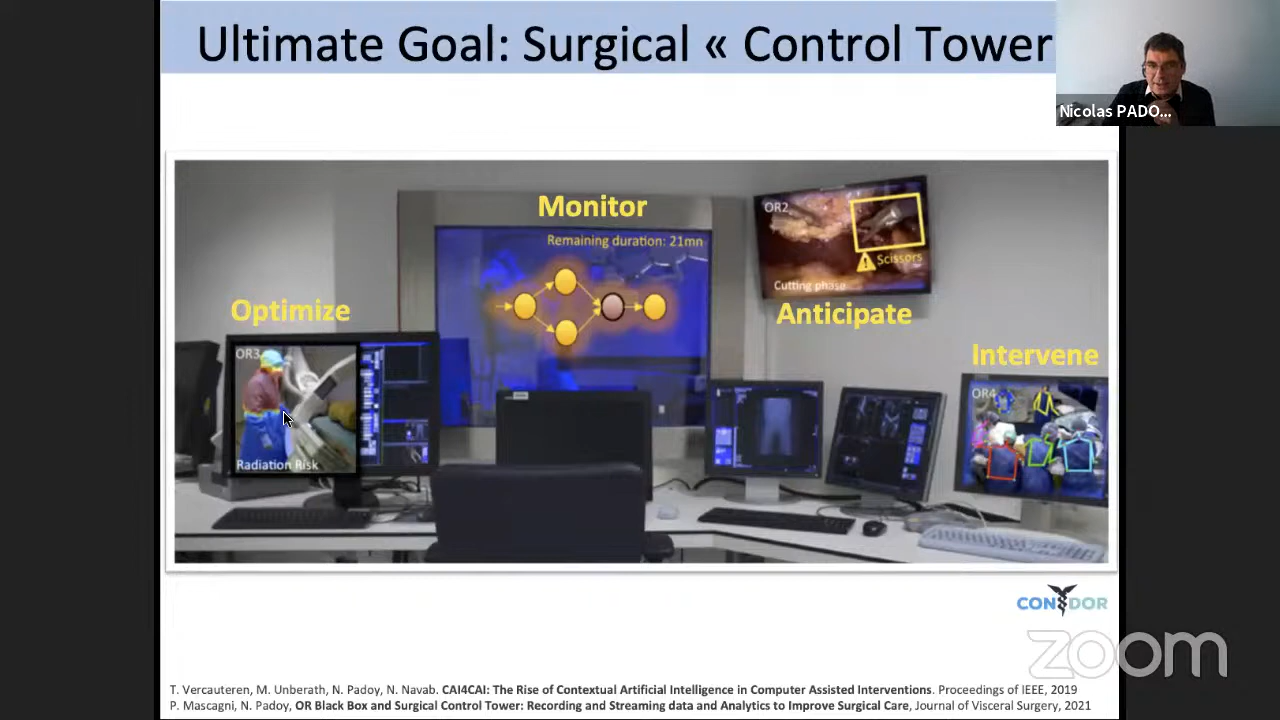 Ultimate Goal: Surgical « Control Tower
Nicolas PADO...
Monitor
Remaining duration: 21mn
OR2
Scissors
Cutting phase
Anticipate
Optimize
OR3
Radiation Risk
Intervene
OR4
CONDOR
zoom
T. Vercauteren, M. Unberath, N. Padoy, N. Navab. CAI4CAI: The Rise of Contextual Artificial Intelligence in Computer Assisted Interventions. Proceedings of IEEE, 2019
P. Mascagni, N. Padoy, OR Black Box and Surgical Control Tower: Recording and Streaming data and Analytics to Improve Surgical Care, Journal of Visceral Surgery, 2021